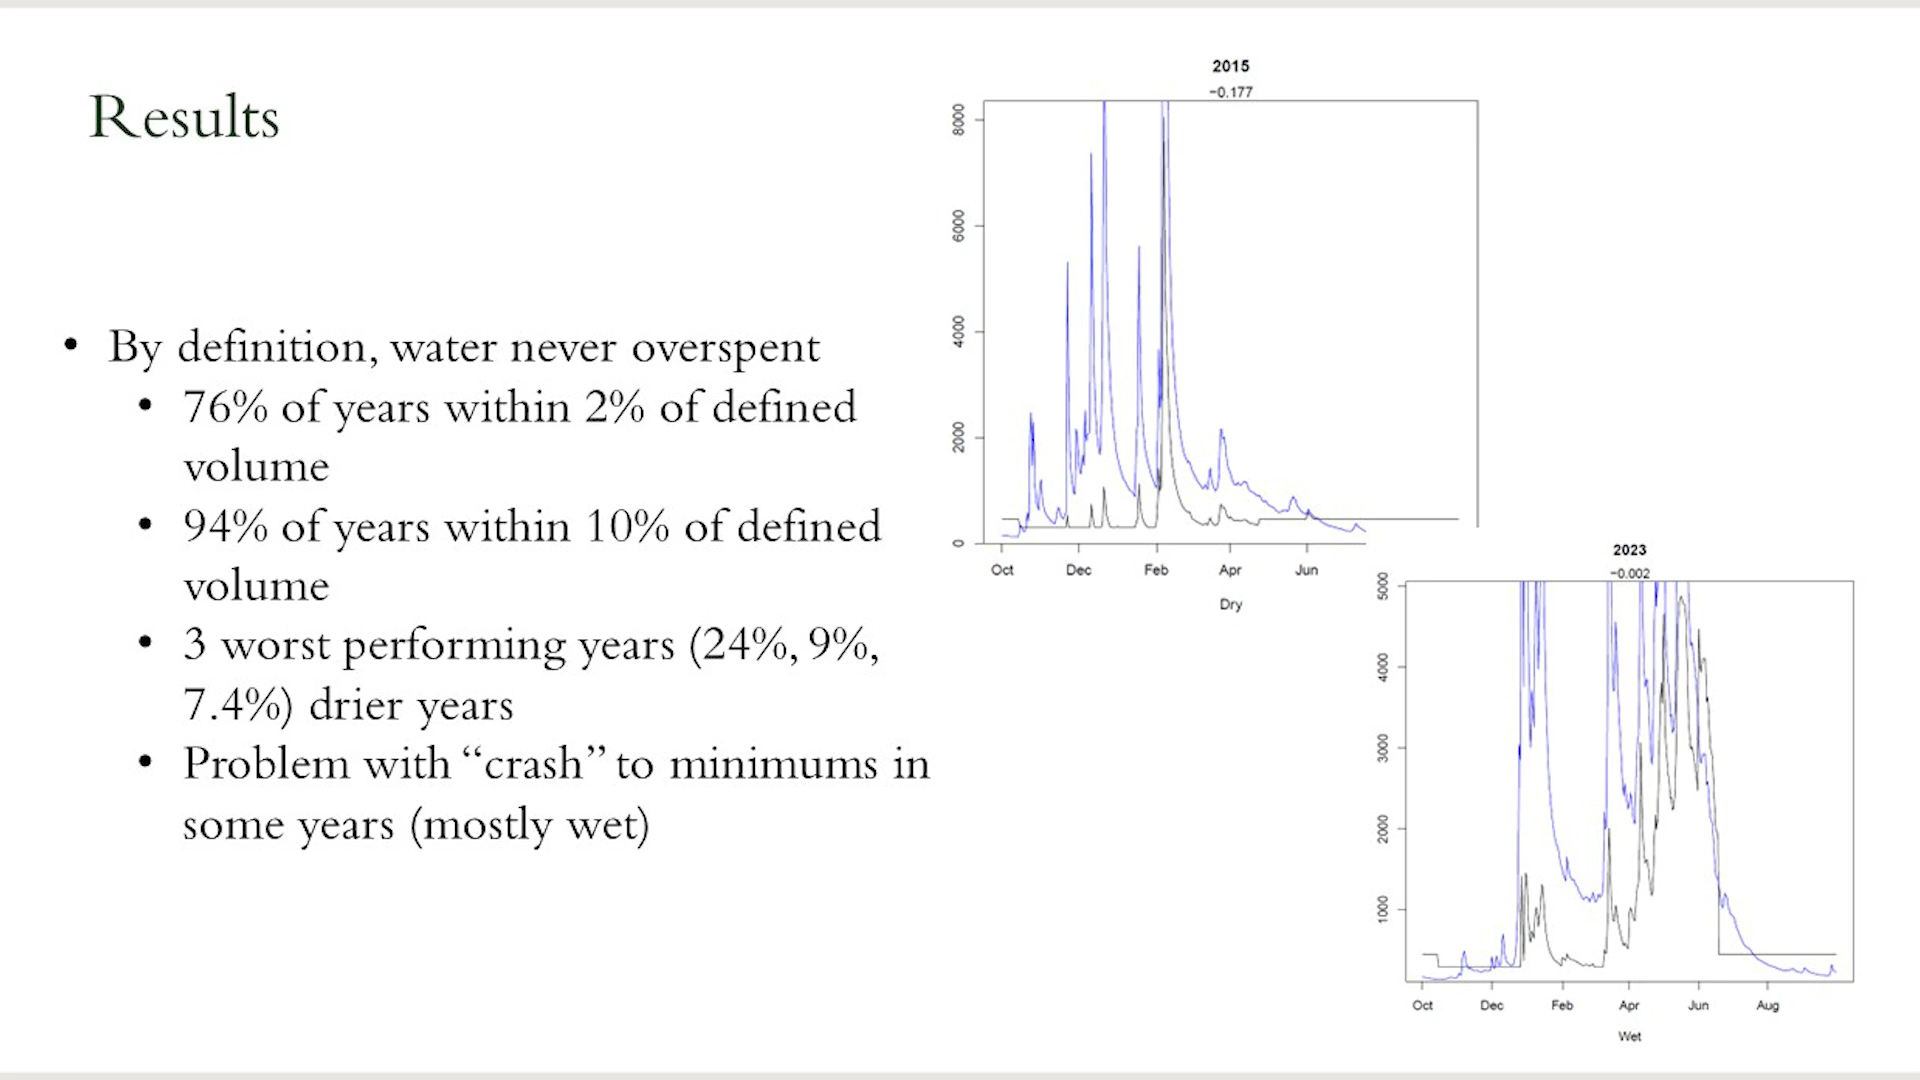 Results
• By definition, water never overspent
• 76% of years within 2% of defined
volume
• 94% of years within 10% of defined
volume
• 3 worst performing years (24%, 9%,
7.4%) drier years
• Problem with “crash” to minimums in
some years (mostly wet)
2015
−0.177
8000
6000
4000
2000
0
Oct Dec Feb Apr Jun
Dry
2023
−0.002
5000
4000
3000
2000
1000
Oct Dec Feb Apr Jun Aug
Wet